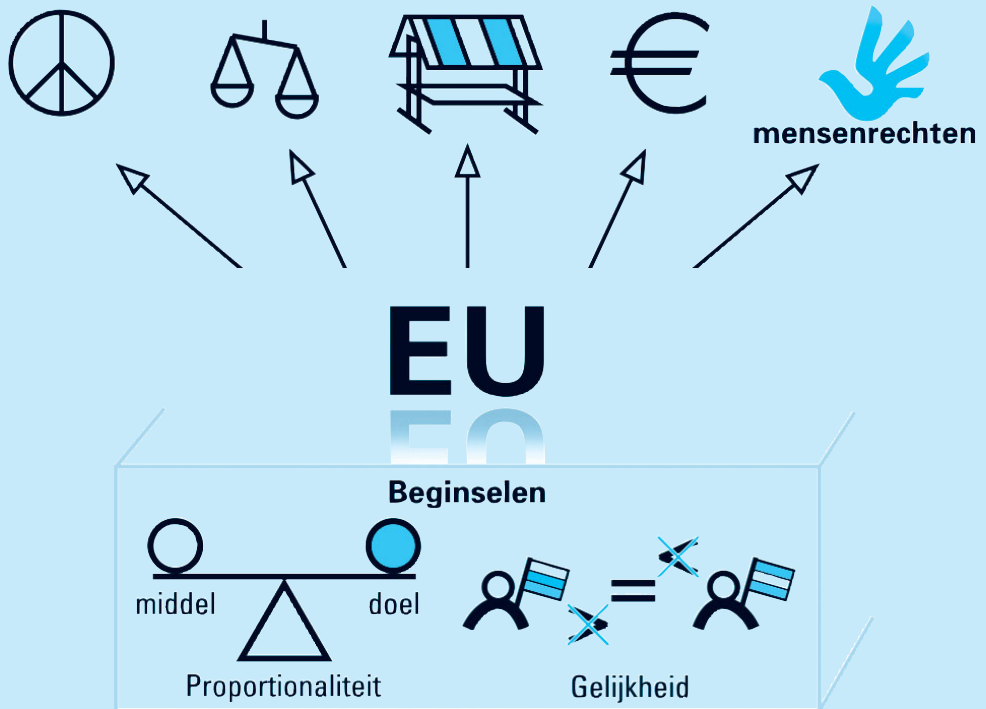 mensenrechten
EU
Beginselen
middel
doel
Proportionaliteit
Gelijkheid